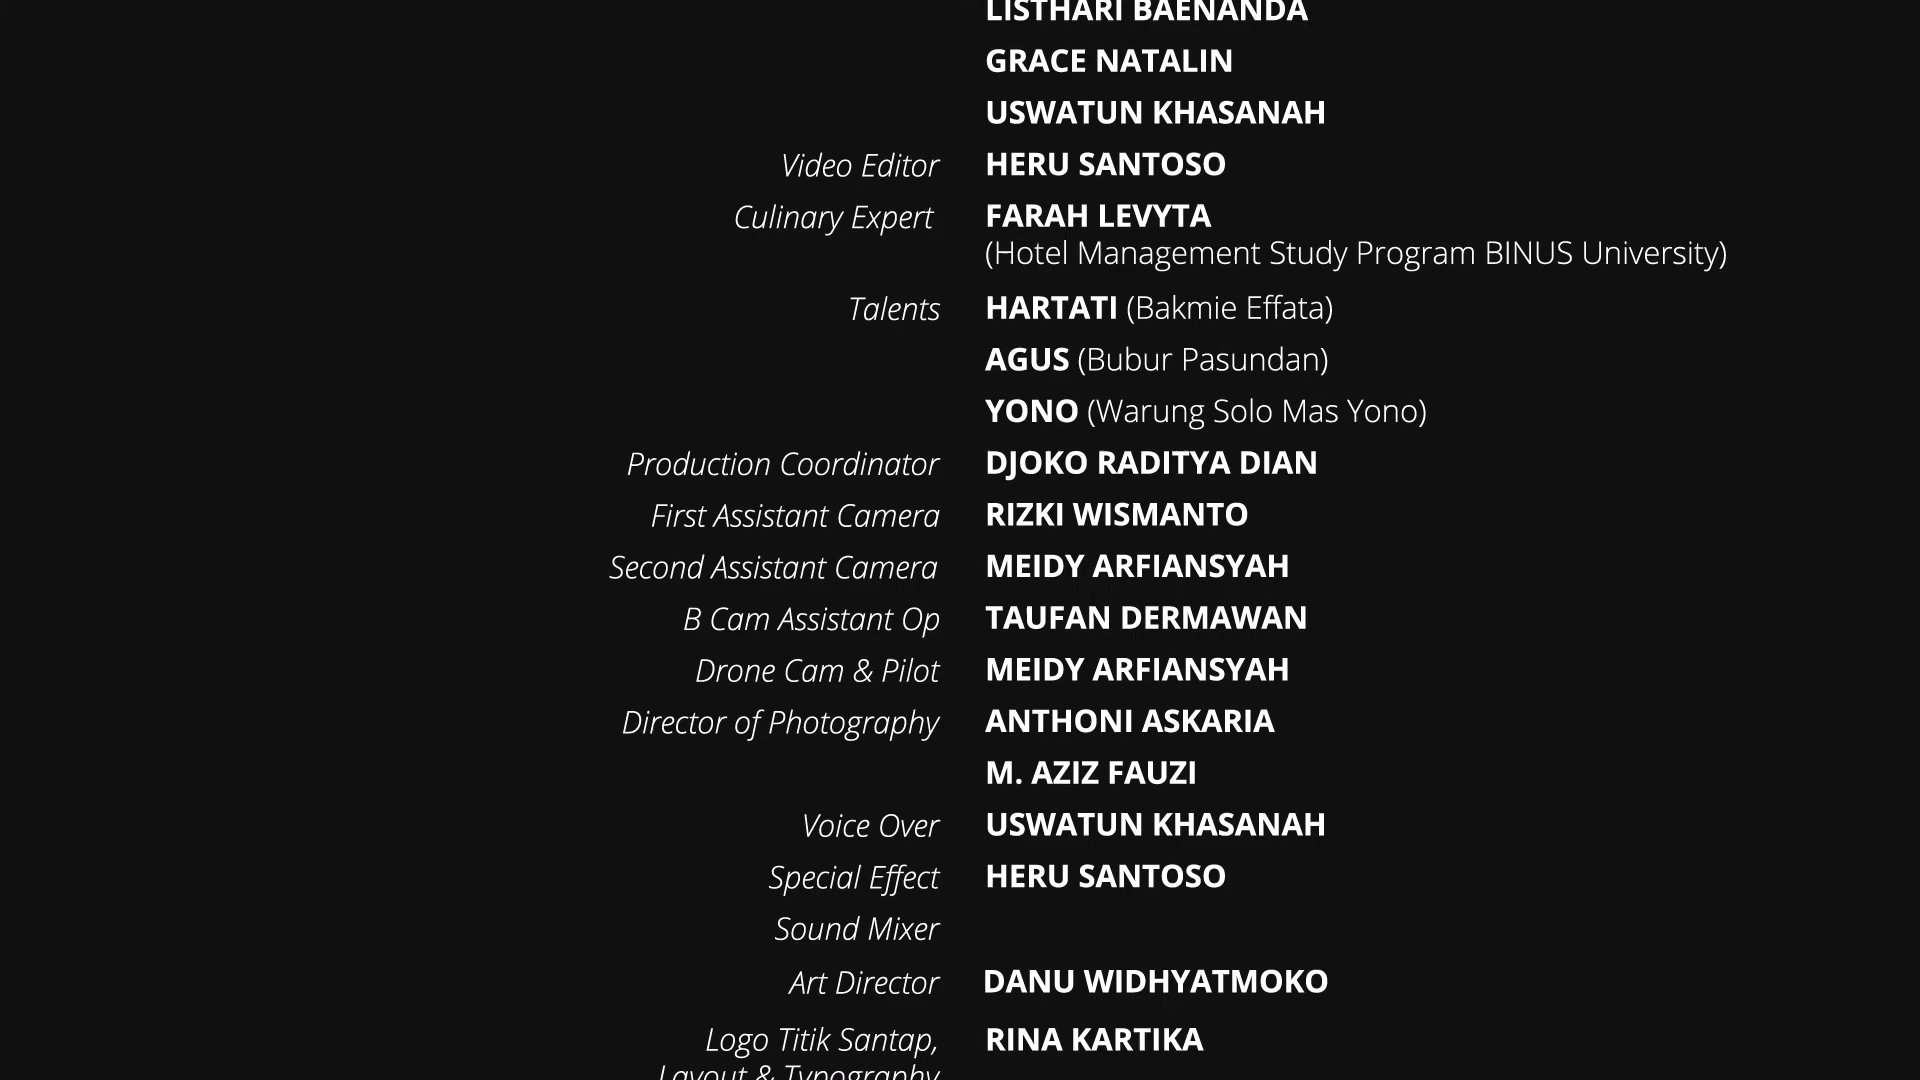 LISTHARI BAENANDA
GRACE NATALIN
USWATUN KHASANAH
Video Editor HERU SANTOSO
Culinary Expert FARAH LEVYTA
(Hotel Management Study Program BINUS University)
Talents HARTATI (Bakmie Effata)
AGUS (Bubur Pasundan)
YONO (Warung Solo Mas Yono)
Production Coordinator DJOKO RADITYA DIAN
First Assistant Camera RIZKI WISMANTO
Second Assistant Camera MEIDY ARFIANSYAH
B Cam Assistant Op TAUFAN DERMAWAN
Drone Cam & Pilot MEIDY ARFIANSYAH
Director of Photography ANTHONI ASKARIA
M. AZIZ FAUZI
Voice Over USWATUN KHASANAH
Special Effect HERU SANTOSO
Sound Mixer
Art Director DANU WIDHYATMOKO
Logo Titik Santap, RINA KARTIKA
Layout & Typography